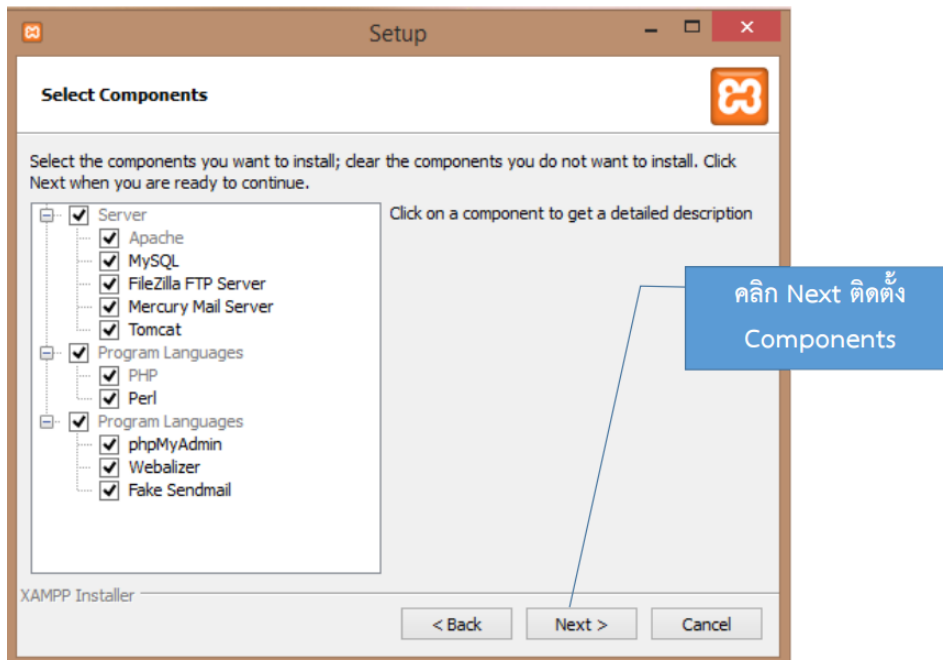 Setup
Select Components
Select the components you want to install; clear the components you do not want to install. Click
Next when you are ready to continue.
Server
Apache
MySQL
FileZilla FTP Server
Mercury Mail Server
Tomcat
Program Languages
PHP
Perl
Program Languages
phpMyAdmin
Webalizer
Fake Sendmail
Click on a component to get a detailed description
คลิก Next ติดตั้ง
Components
XAMPP Installer
< Back
Next >
Cancel